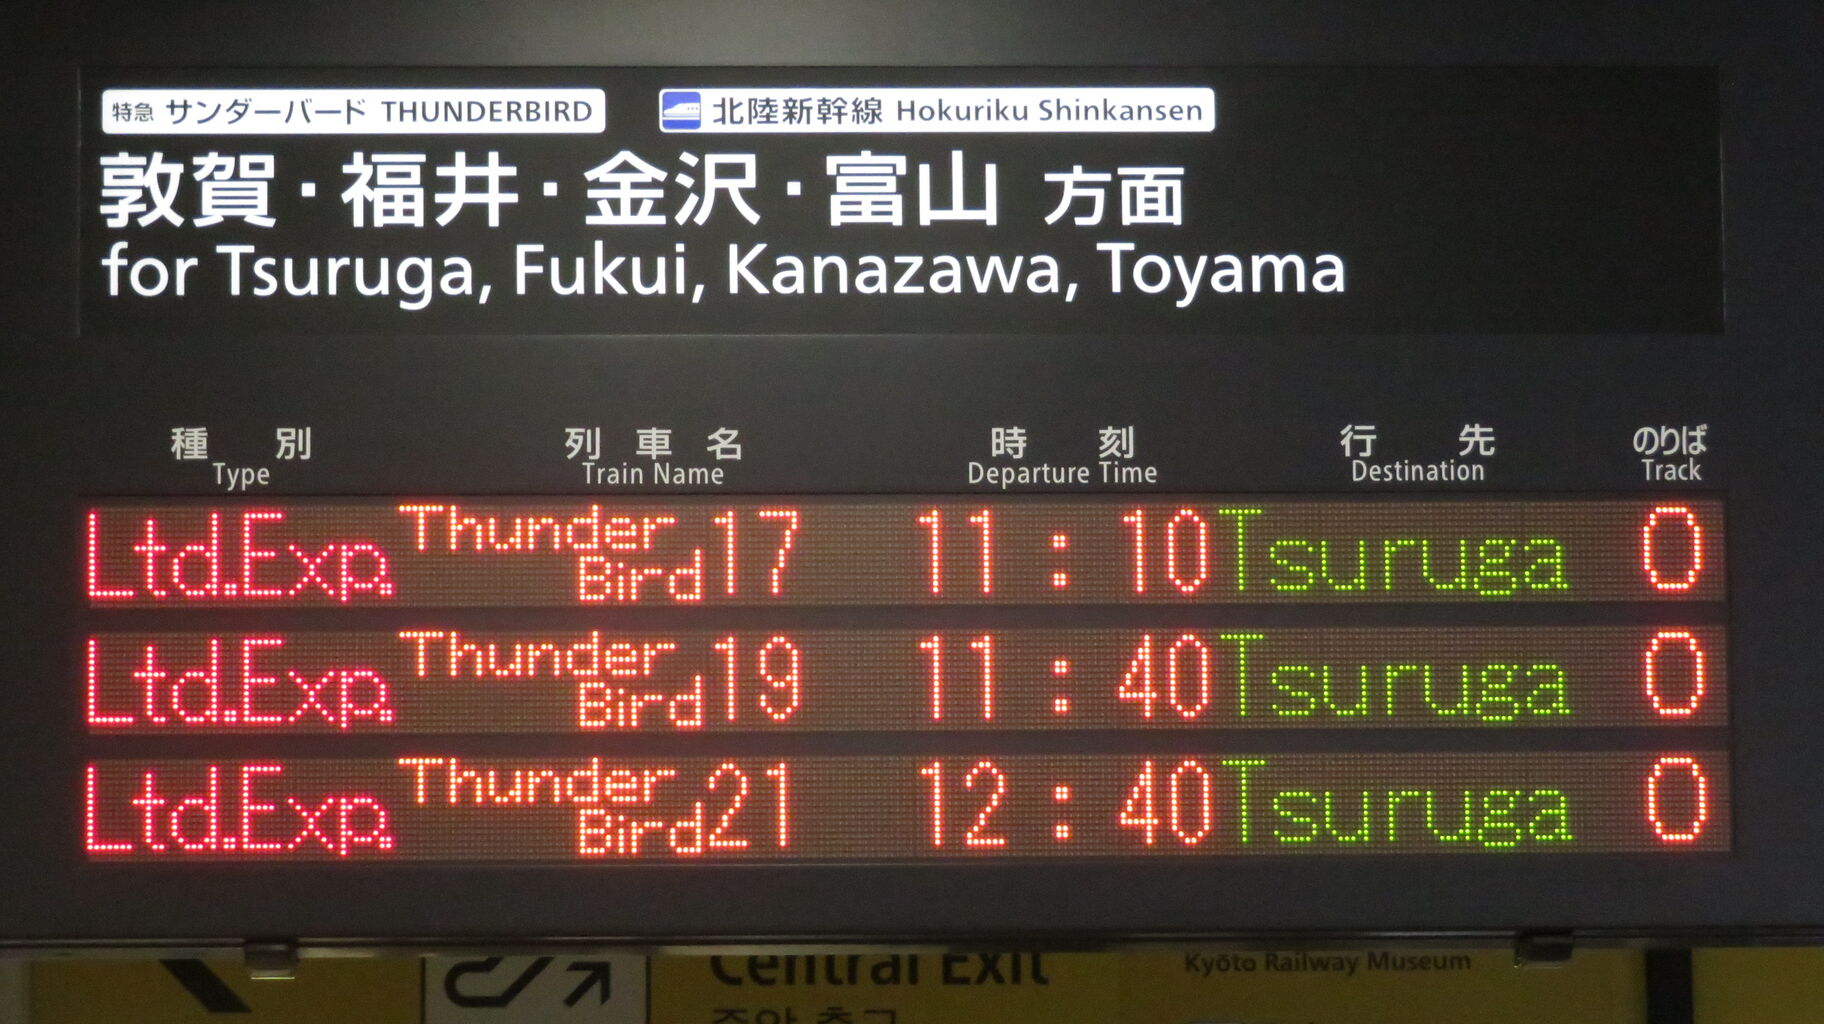 特急 サンダーバード THUNDERBIRD 北陸新幹線 Hokuriku Shinkansen
敦賀・福井・金沢・富山 方面
for Tsuruga, Fukui, Kanazawa, Toyama
種別 列車名 時刻 行先 のりば
Type Train Name Departure Time Destination Track
Ltd.Exp. Thunder Bird 17 11:10 Tsuruga 0
Ltd.Exp. Thunder Bird 19 11:40 Tsuruga 0
Ltd.Exp. Thunder Bird 21 12:40 Tsuruga 0
Central Exit Kyōto Railway Museum